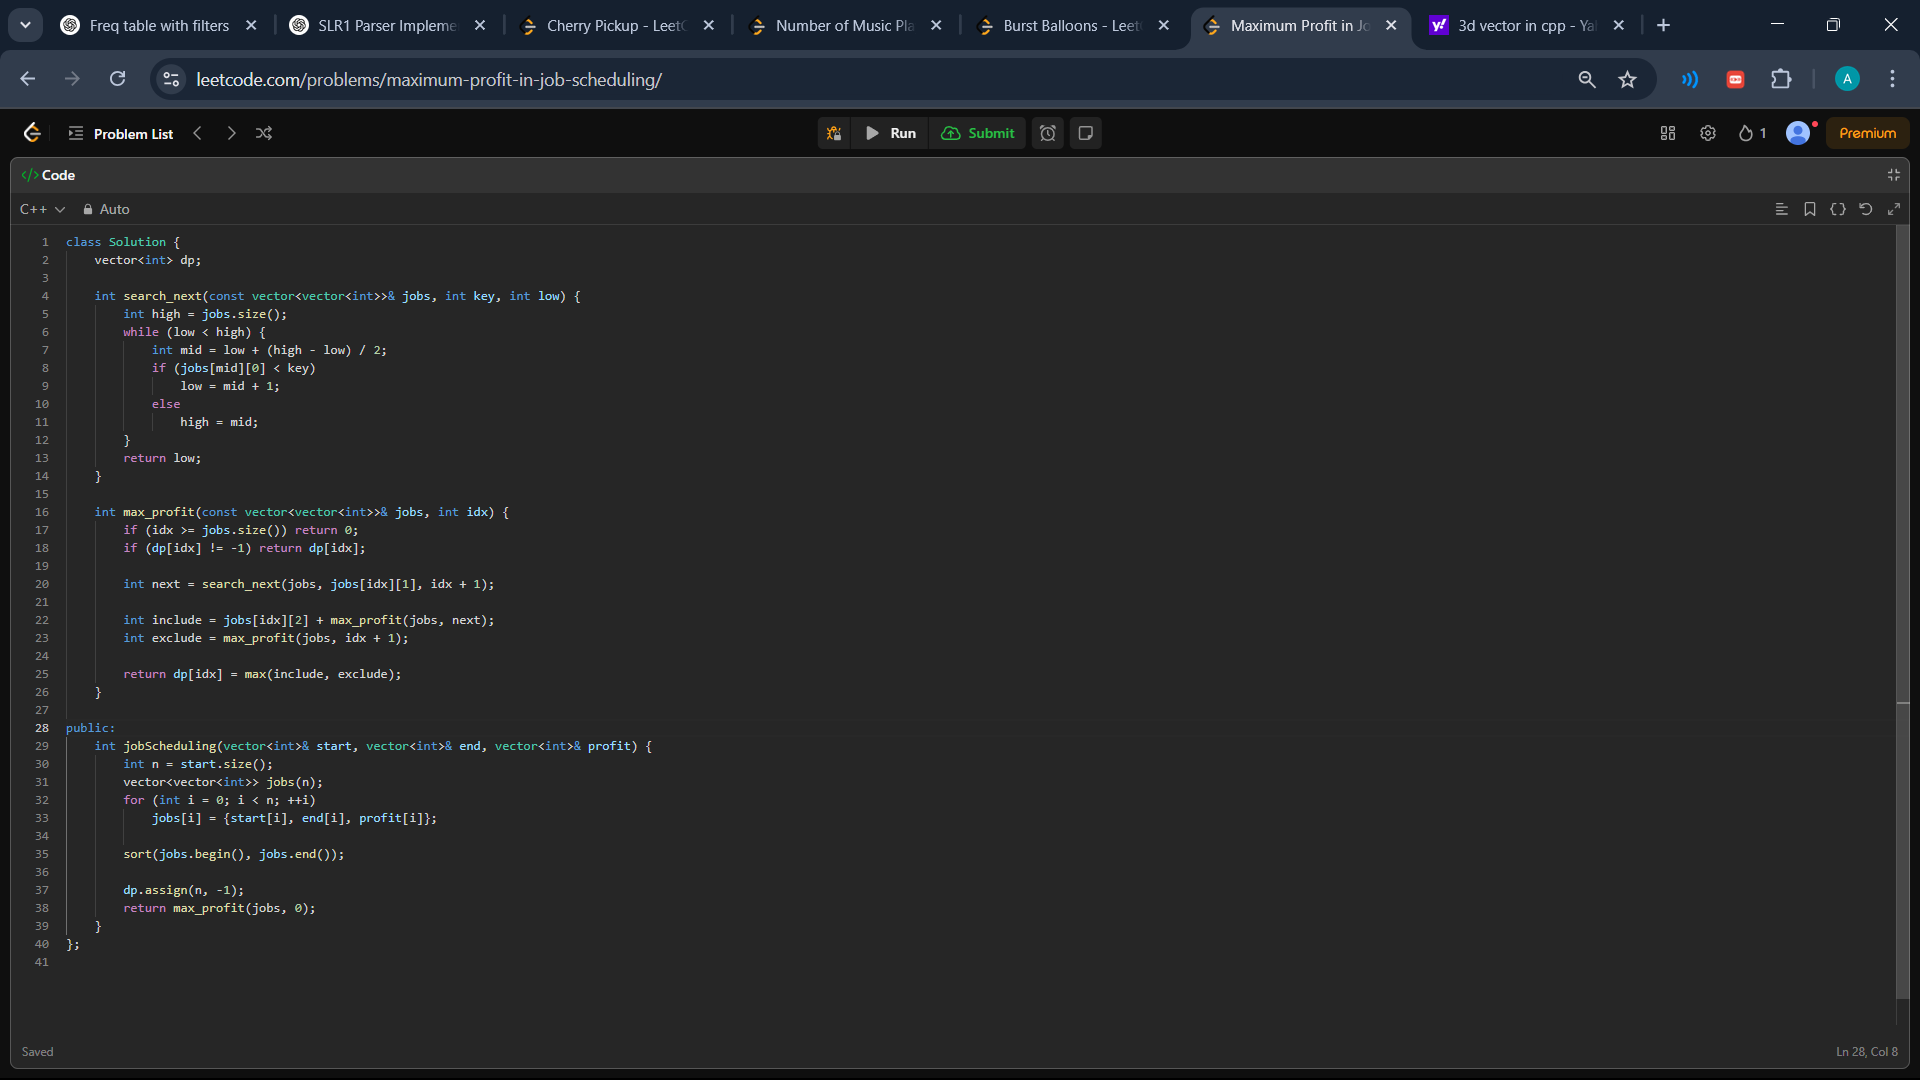 Freq table with filters
SLR1 Parser Impleme
Cherry Pickup - Leet
Number of Music Pla
Burst Balloons - Leet
Maximum Profit in Jo
3d vector in cpp - Ya
leetcode.com/problems/maximum-profit-in-job-scheduling/
A
Problem List
Run
Submit
1
Premium
</> Code
C++
Auto
1 class Solution {
2 vector<int> dp;
3
4 int search_next(const vector<vector<int>>& jobs, int key, int low) {
5 int high = jobs.size();
6 while (low < high) {
7 int mid = low + (high - low) / 2;
8 if (jobs[mid][0] < key)
9 low = mid + 1;
10 else
11 high = mid;
12 }
13 return low;
14 }
15
16 int max_profit(const vector<vector<int>>& jobs, int idx) {
17 if (idx >= jobs.size()) return 0;
18 if (dp[idx] != -1) return dp[idx];
19
20 int next = search_next(jobs, jobs[idx][1], idx + 1);
21
22 int include = jobs[idx][2] + max_profit(jobs, next);
23 int exclude = max_profit(jobs, idx + 1);
24
25 return dp[idx] = max(include, exclude);
26 }
27
28 public:
29 int jobScheduling(vector<int>& start, vector<int>& end, vector<int>& profit) {
30 int n = start.size();
31 vector<vector<int>> jobs(n);
32 for (int i = 0; i < n; ++i)
33 jobs[i] = {start[i], end[i], profit[i]};
34
35 sort(jobs.begin(), jobs.end());
36
37 dp.assign(n, -1);
38 return max_profit(jobs, 0);
39 }
40 };
41
Saved
Ln 28, Col 8